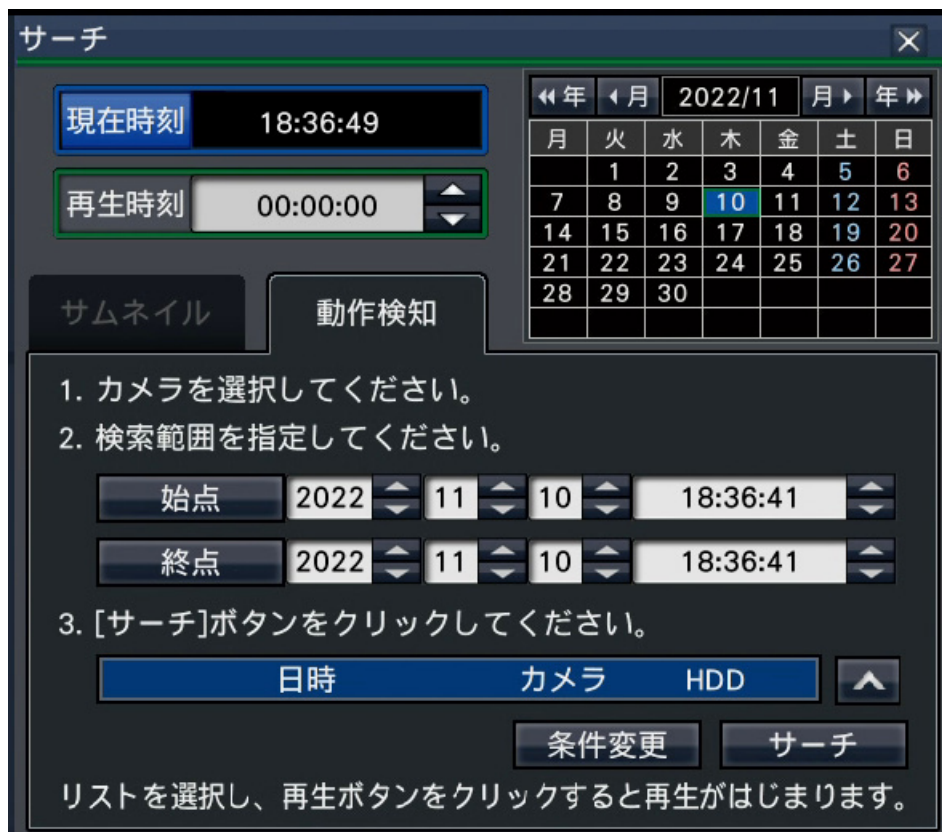 サーチ
現在時刻 18:36:49
再生時刻 00:00:00
年 月 2022/11 月 年
月 火 水 木 金 土 日
1 2 3 4 5 6
7 8 9 10 11 12 13
14 15 16 17 18 19 20
21 22 23 24 25 26 27
28 29 30
サムネイル 動作検知
1. カメラを選択してください。
2. 検索範囲を指定してください。
始点 2022 11 10 18:36:41
終点 2022 11 10 18:36:41
3. [サーチ]ボタンをクリックしてください。
日時 カメラ HDD
条件変更 サーチ
リストを選択し、再生ボタンをクリックすると再生がはじまります。